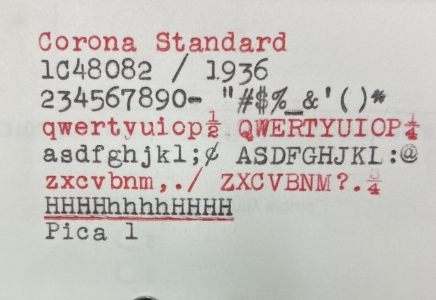 Corona Standard
1C48082 / 1936
234567890- "#$%_&'()*
qwertyuiop½ QWERTYUIOP¼
asdfghjkl;¢ ASDFGHJKL:@
zxcvbnm,./ ZXCVBNM?.¾
HHHHhhhhHHHH
Pica 1